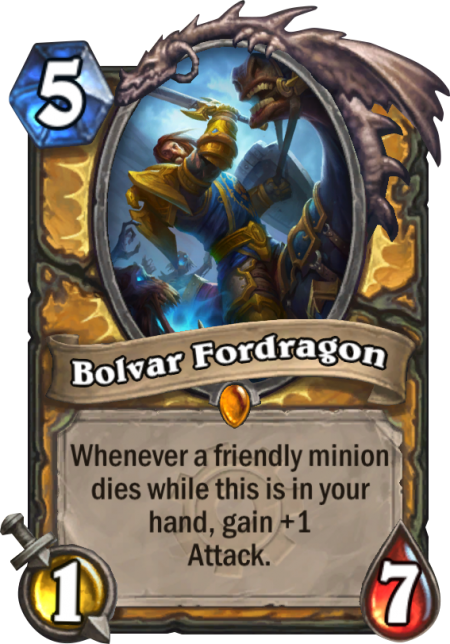 5
Bolvar Fordragon
Whenever a friendly minion
dies while this is in your
hand, gain +1
Attack.
1
7